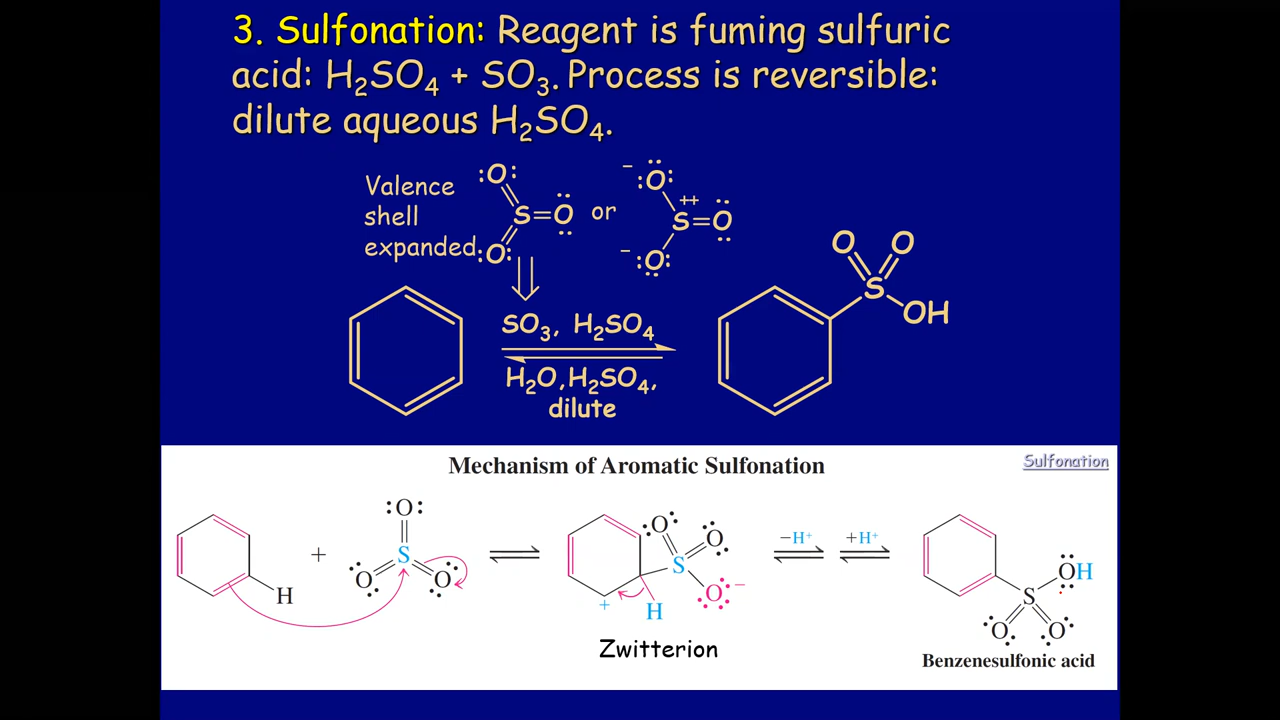 3. Sulfonation: Reagent is fuming sulfuric
acid: H₂SO₄ + SO₃. Process is reversible:
dilute aqueous H₂SO₄.
Valence
shell
expanded
:O:
S=O
:O:
or
− :O:
++
S=O
− :O:
O O
S
OH
SO₃, H₂SO₄
H₂O, H₂SO₄,
dilute
Mechanism of Aromatic Sulfonation
Sulfonation
:O:
S
O O
H
+
O O
S
O −
+
H
Zwitterion
−H⁺ +H⁺
OH
S
O O
Benzenesulfonic acid